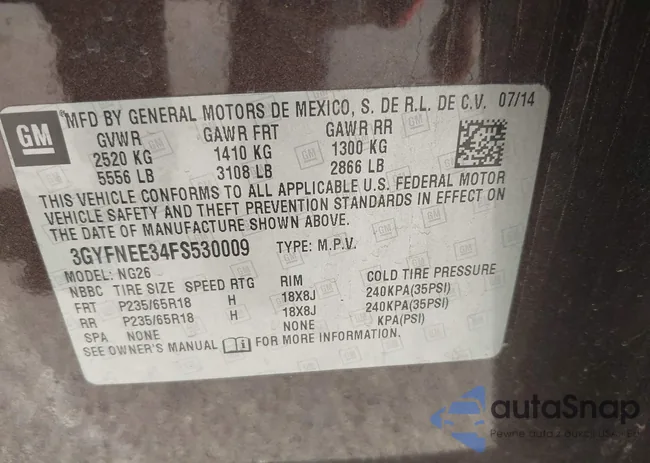 GM
MFD BY GENERAL MOTORS DE MEXICO, S. DE R.L. DE C.V. 07/14
GVWR GAWR FRT GAWR RR
2520 KG 1410 KG 1300 KG
5556 LB 3108 LB 2866 LB
THIS VEHICLE CONFORMS TO ALL APPLICABLE U.S. FEDERAL MOTOR
VEHICLE SAFETY AND THEFT PREVENTION STANDARDS IN EFFECT ON
THE DATE OF MANUFACTURE SHOWN ABOVE.
3GYFNEE34FS530009 TYPE: M.P.V.
MODEL: NG26
NBBC TIRE SIZE SPEED RTG RIM COLD TIRE PRESSURE
FRT P235/65R18 H 18X8J 240KPA(35PSI)
RR P235/65R18 H 18X8J 240KPA(35PSI)
SPA NONE NONE KPA(PSI)
SEE OWNER'S MANUAL FOR MORE INFORMATION.
autaSnap
Pewne auta z